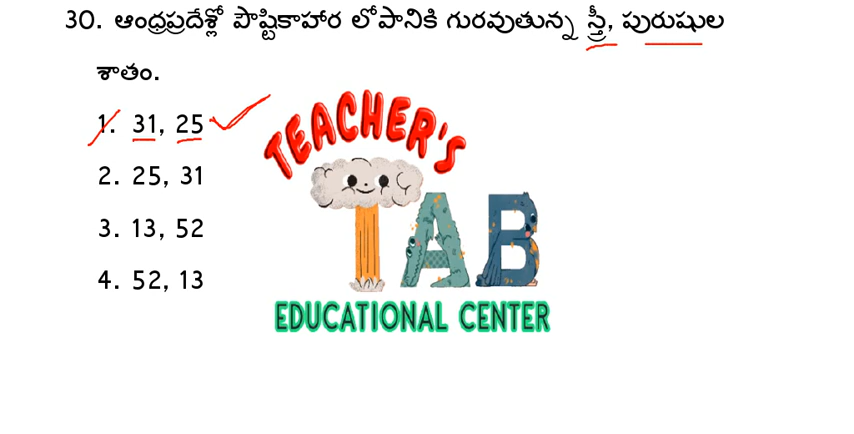 30. ఆంధ్రప్రదేశ్లో పౌష్టికాహార లోపానికి గురవుతున్న స్త్రీ, పురుషుల
శాతం.
1. 31, 25
2. 25, 31
3. 13, 52
4. 52, 13
TEACHER'S
TAB
EDUCATIONAL CENTER